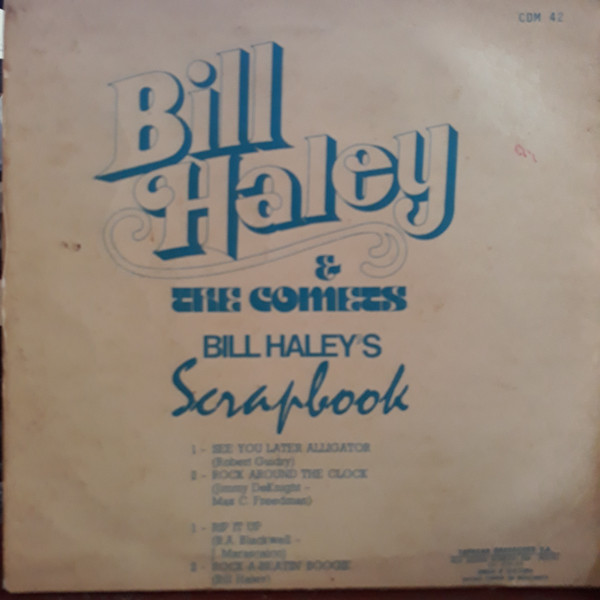 CDM 42
Bill
Haley
&
THE COMETS
BILL HALEY'S
Scrapbook
1 - SEE YOU LATER ALLIGATOR
(Robert Guidry)
2 - ROCK AROUND THE CLOCK
(Jimmy DeKnight -
Max C. Freedman)
1 - RIP IT UP
(R.A. Blackwell -
J. Marascalco)
2 - ROCK-A-BEATIN' BOOGIE
(Bill Haley)